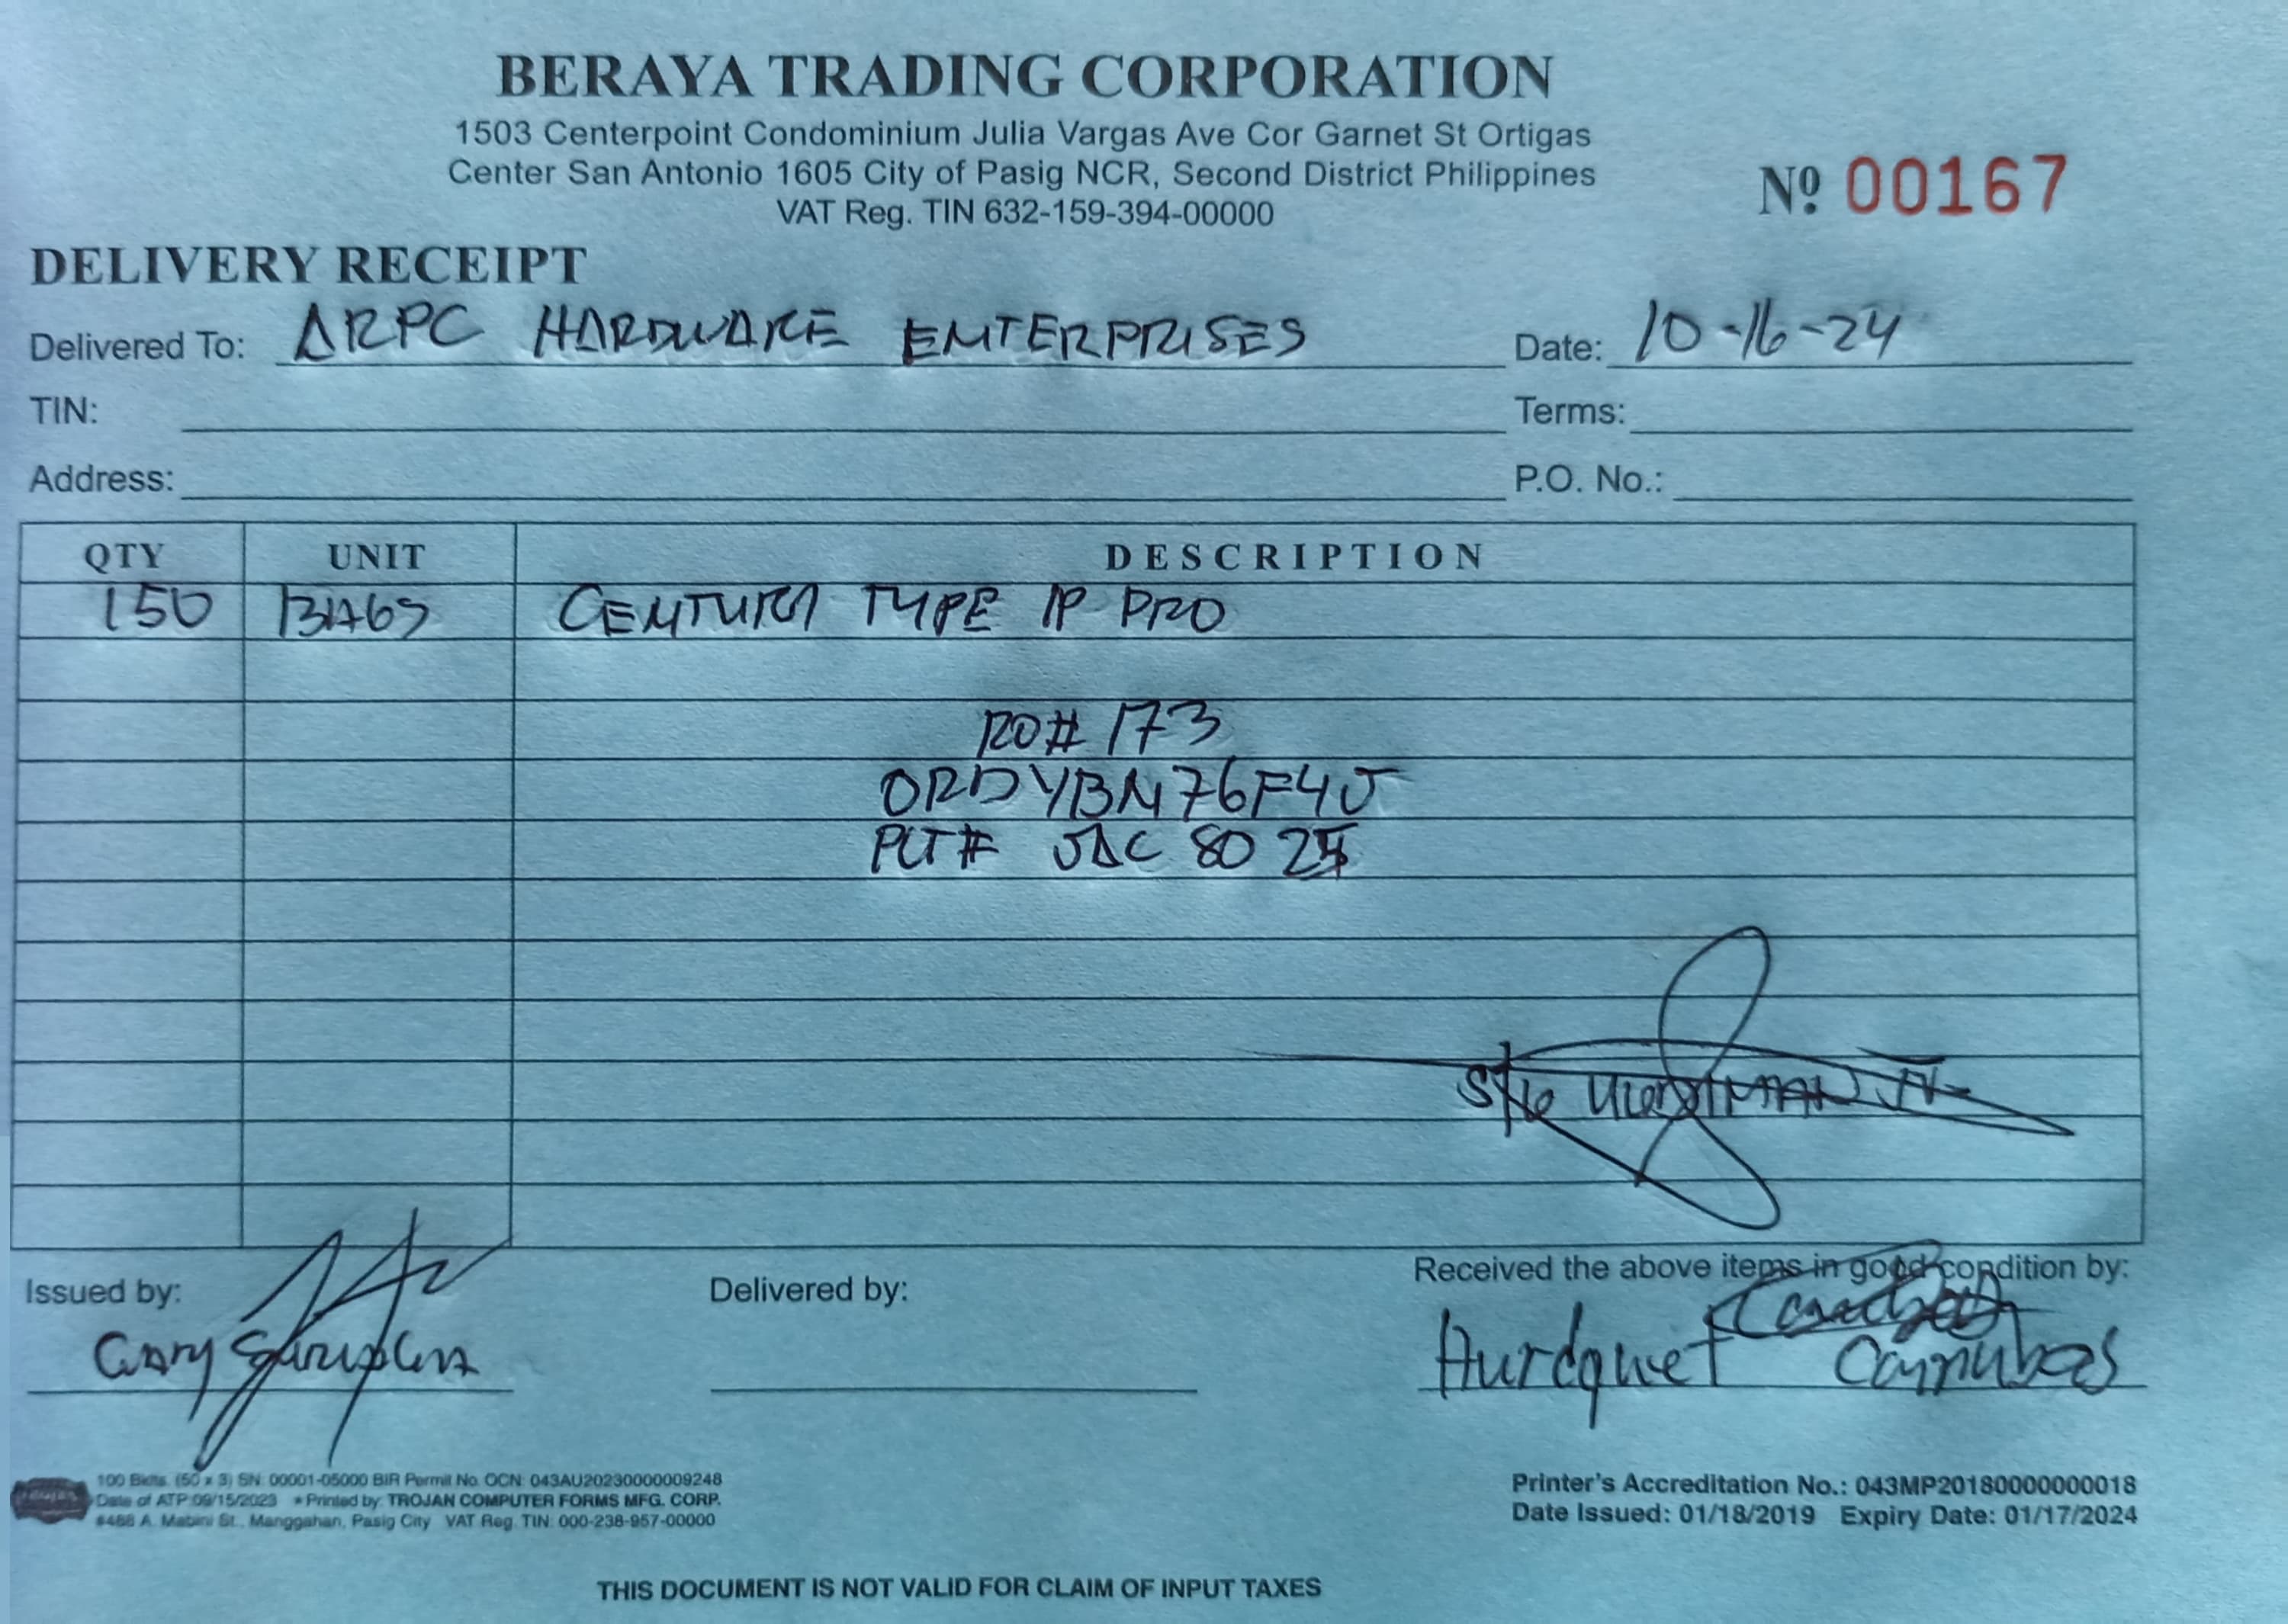 BERAYA TRADING CORPORATION
1503 Centerpoint Condominium Julia Vargas Ave Cor Garnet St Ortigas
Center San Antonio 1605 City of Pasig NCR, Second District Philippines
VAT Reg. TIN 632-159-394-00000
Nº 00167
DELIVERY RECEIPT
Delivered To: ARPC HARDWARE ENTERPRISES Date: 10-16-24
TIN: Terms:
Address: P.O. No.:
QTY UNIT DESCRIPTION
150 BAGS CENTURY TYPE 1P PRO
RO# 173
ORDYBN76F4J
PLT# JAC 80
Issued by: Delivered by: Received the above items in good condition by:
Gary
100 Bklts. (50 x 3) SN: 00001-05000 BIR Permit No. OCN: 043AU20230000009248
Date of ATP:09/15/2023 *Printed by: TROJAN COMPUTER FORMS MFG. CORP.
#488 A. Mabini St., Manggahan, Pasig City VAT Reg. TIN: 000-238-957-00000
Printer's Accreditation No.: 043MP20180000000018
Date Issued: 01/18/2019 Expiry Date: 01/17/2024
THIS DOCUMENT IS NOT VALID FOR CLAIM OF INPUT TAXES